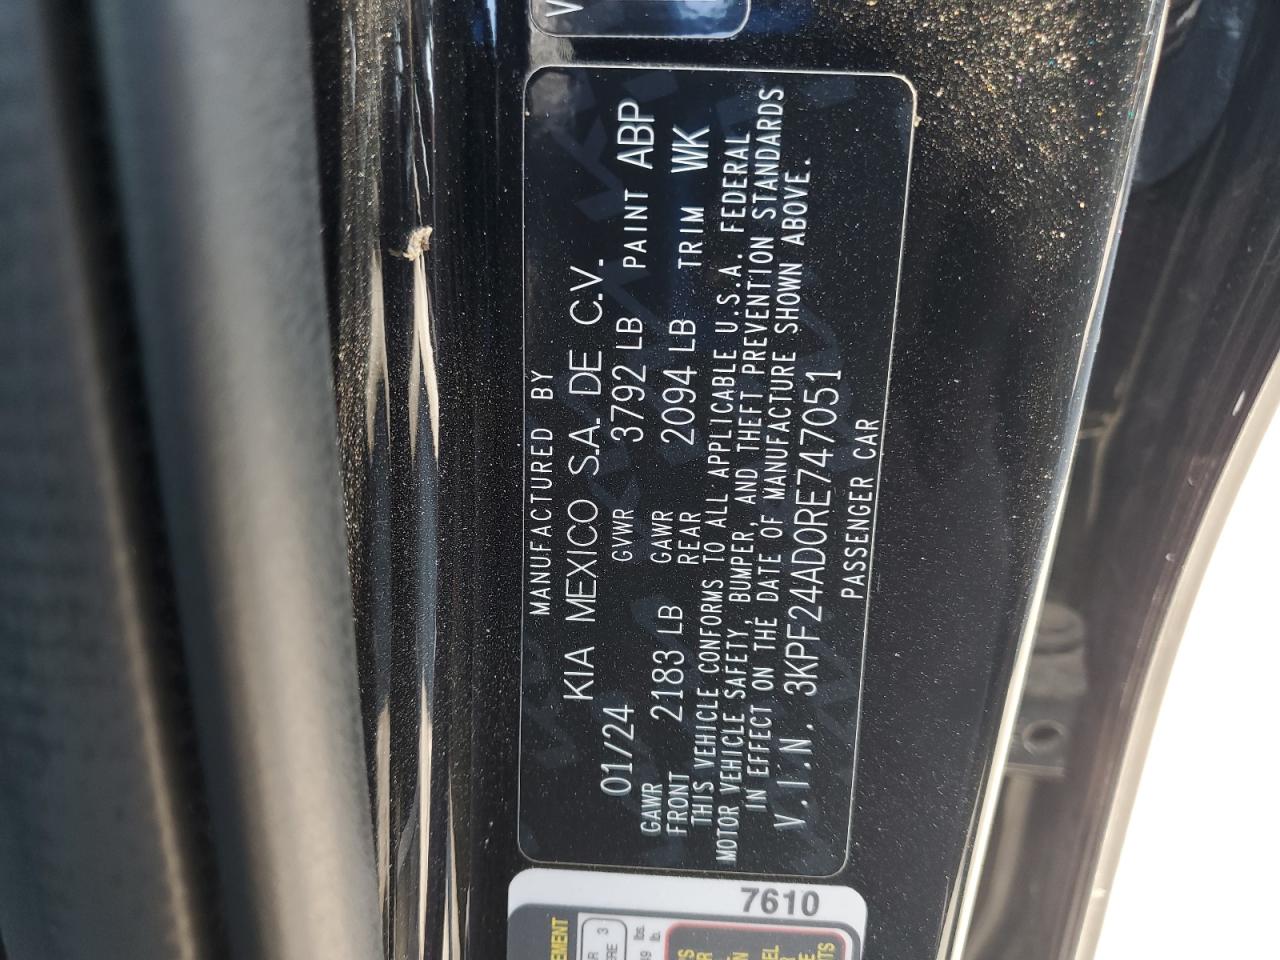 MANUFACTURED BY
KIA MEXICO S.A. DE C.V.
01/24 GVWR 3792 LB PAINT ABP
GAWR FRONT 2183 LB GAWR REAR 2094 LB TRIM WK
THIS VEHICLE CONFORMS TO ALL APPLICABLE U.S.A. FEDERAL
MOTOR VEHICLE SAFETY, BUMPER, AND THEFT PREVENTION STANDARDS
IN EFFECT ON THE DATE OF MANUFACTURE SHOWN ABOVE.
V.I.N. 3KPF24AD0RE747051
PASSENGER CAR
7610